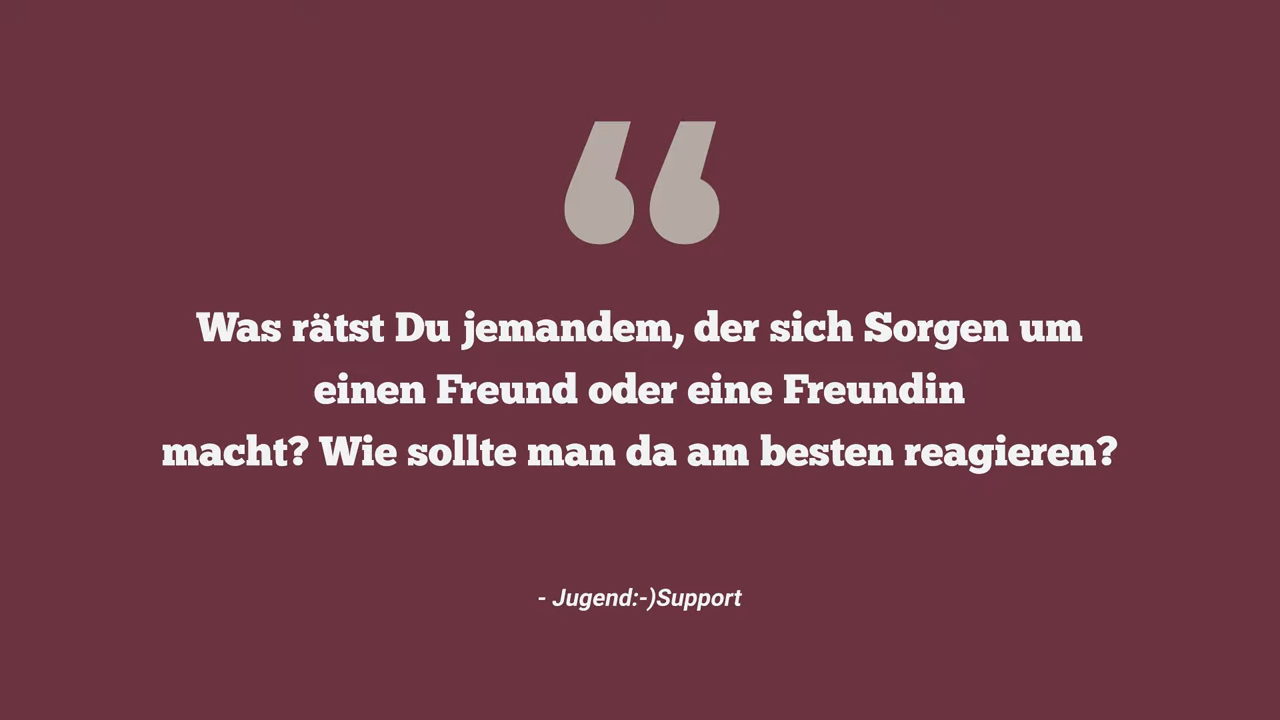 “
Was rätst Du jemandem, der sich Sorgen um
einen Freund oder eine Freundin
macht? Wie sollte man da am besten reagieren?
- Jugend:-)Support